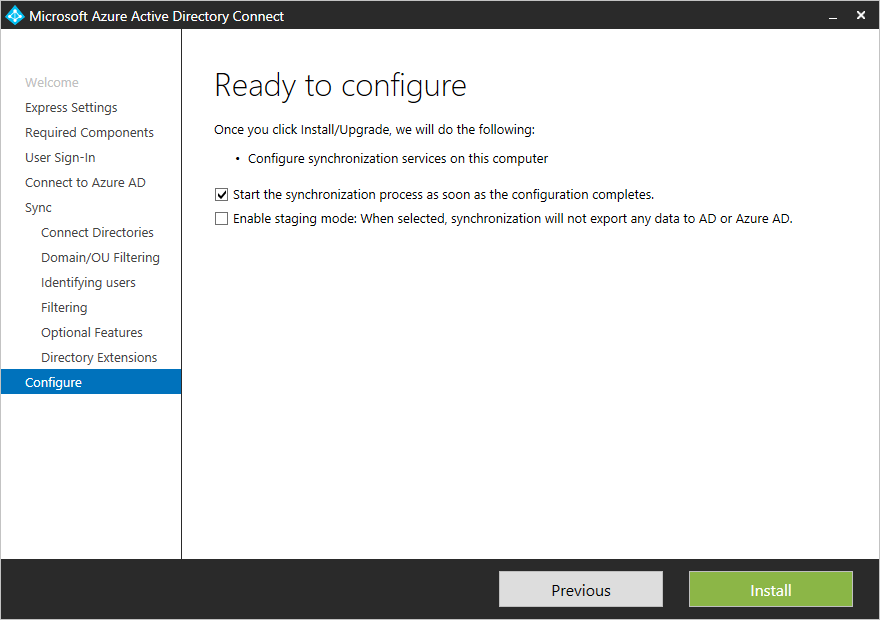 Microsoft Azure Active Directory Connect
Welcome
Express Settings
Required Components
User Sign-In
Connect to Azure AD
Sync
Connect Directories
Domain/OU Filtering
Identifying users
Filtering
Optional Features
Directory Extensions
Configure
Ready to configure
Once you click Install/Upgrade, we will do the following:
• Configure synchronization services on this computer
Start the synchronization process as soon as the configuration completes.
Enable staging mode: When selected, synchronization will not export any data to AD or Azure AD.
Previous
Install